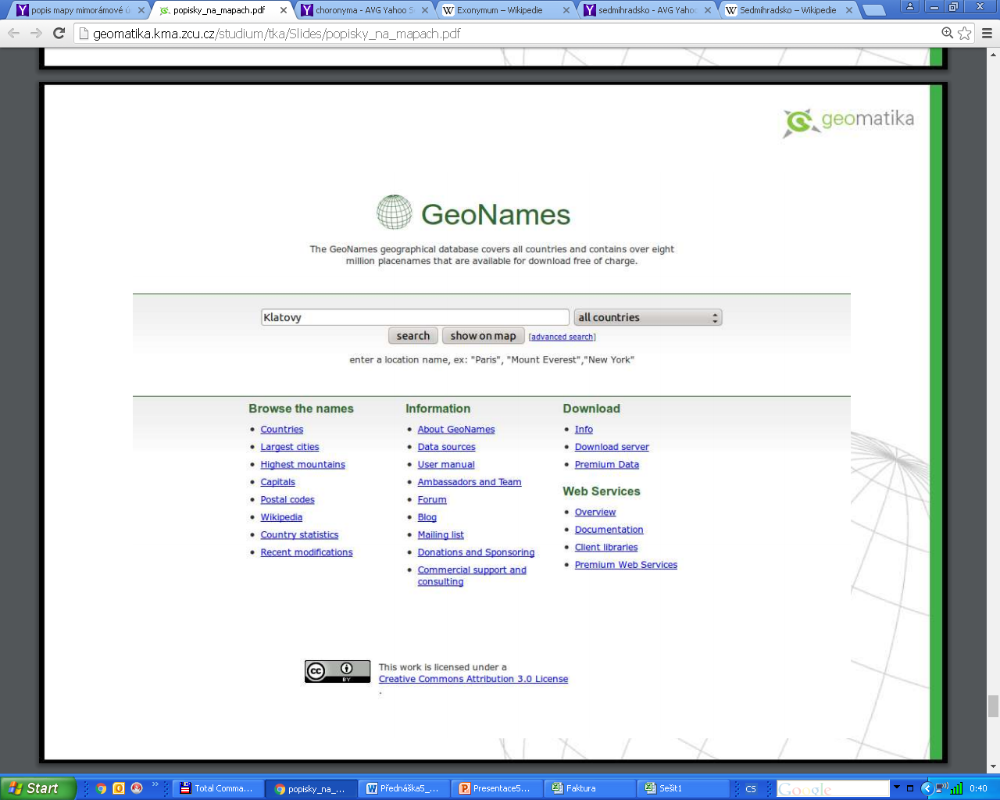 popis mapy mimorámové ú
popisky_na_mapach.pdf
choronyma - AVG Yahoo S
Exonymum – Wikipedie
sedmihradsko - AVG Yahoo
Sedmihradsko – Wikipedie
geomatika.kma.zcu.cz/studium/tka/Slides/popisky_na_mapach.pdf
geomatika
GeoNames
The GeoNames geographical database covers all countries and contains over eight
million placenames that are available for download free of charge.
Klatovy
all countries
search
show on map
[advanced search]
enter a location name, ex: "Paris", "Mount Everest","New York"
Browse the names
Countries
Largest cities
Highest mountains
Capitals
Postal codes
Wikipedia
Country statistics
Recent modifications
Information
About GeoNames
Data sources
User manual
Ambassadors and Team
Forum
Blog
Mailing list
Donations and Sponsoring
Commercial support and
consulting
Download
Info
Download server
Premium Data
Web Services
Overview
Documentation
Client libraries
Premium Web Services
cc
BY
This work is licensed under a
Creative Commons Attribution 3.0 License
.
Start
Total Comma...
popisky_na_...
Přednáška5_...
Presentace5...
Faktura
Sešit1
CS
Google
0:40